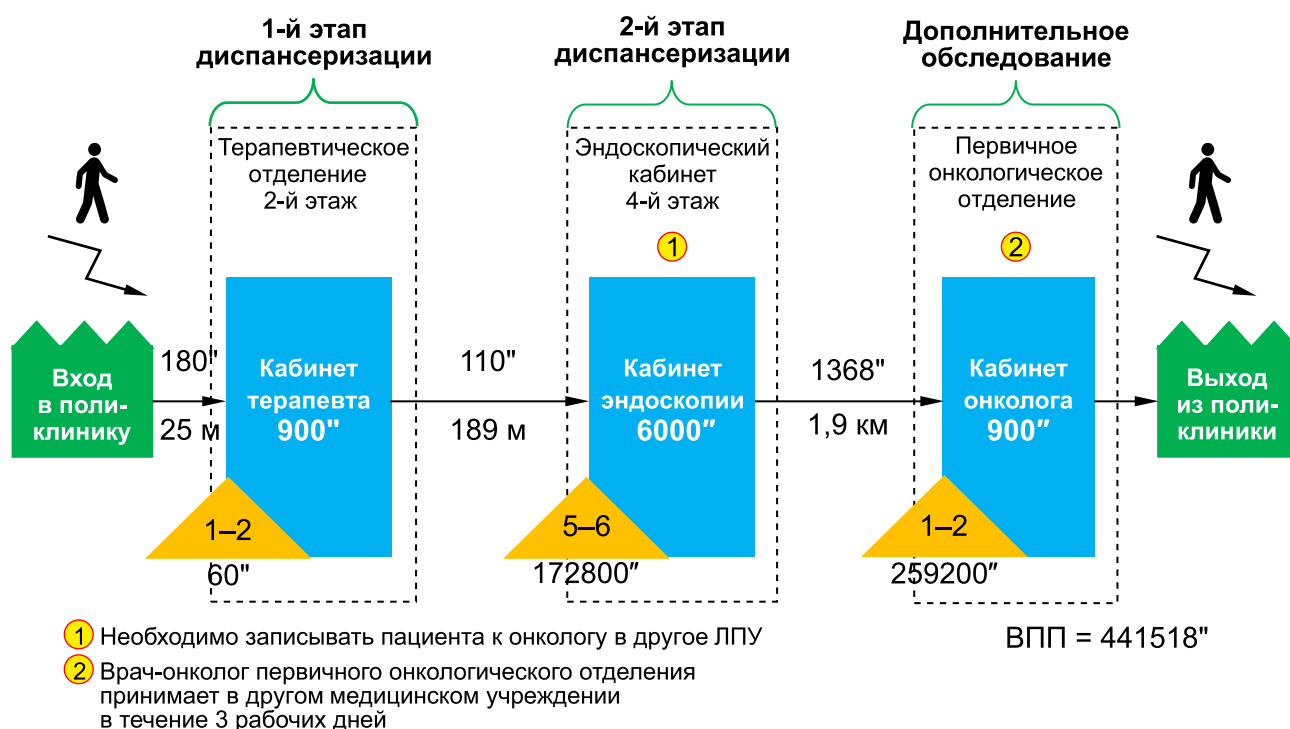 1-й этап
диспансеризации
2-й этап
диспансеризации
Дополнительное
обследование
Терапевтическое
отделение
2-й этаж
Эндоскопический
кабинет
4-й этаж
Первичное
онкологическое
отделение
1
2
Вход
в поли-
клинику
180"
25 м
Кабинет
терапевта
900"
110"
189 м
Кабинет
эндоскопии
6000"
1368"
1,9 км
Кабинет
онколога
900"
Выход
из поли-
клиники
1–2
60"
5–6
172800"
1–2
259200"
1 Необходимо записывать пациента к онкологу в другое ЛПУ
2 Врач-онколог первичного онкологического отделения
принимает в другом медицинском учреждении
в течение 3 рабочих дней
ВПП = 441518"